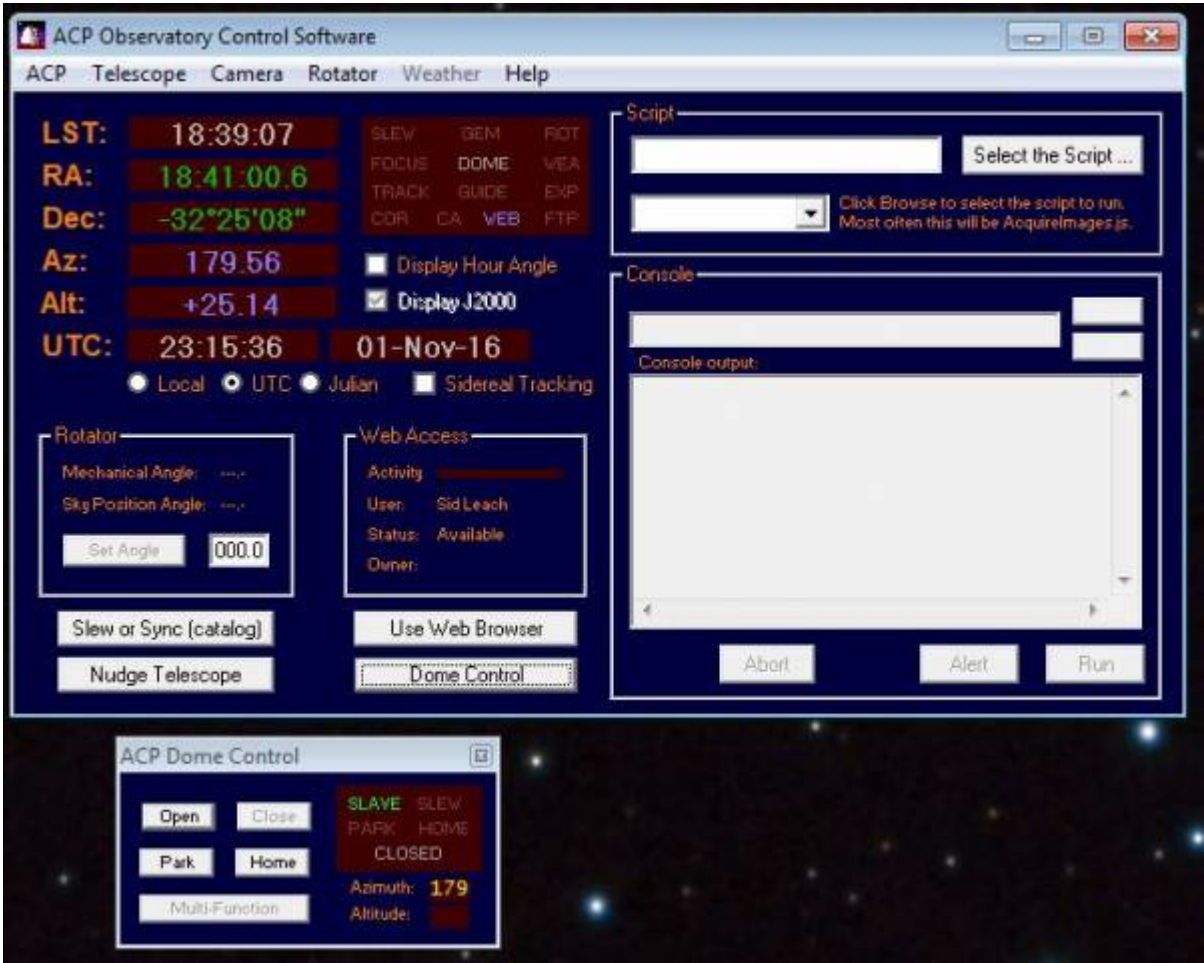 ACP Observatory Control Software
ACP Telescope Camera Rotator Weather Help
LST: 18:39:07
RA: 18:41:00.6
Dec: -32°25'08"
Az: 179.56
Alt: +25.14
UTC: 23:15:36 01-Nov-16
Local UTC Julian Sidereal Tracking
SLEW GEM ROT
FOCUS DOME WEA
TRACK GUIDE EXP
COR CA WEB FTP
Display Hour Angle
Display J2000
Rotator
Mechanical Angle: ---.-
Sky Position Angle: ---.-
Set Angle 000.0
Web Access
Activity
User: Sid Leach
Status: Available
Owner:
Slew or Sync (catalog)
Use Web Browser
Nudge Telescope
Dome Control
Script
Select the Script ...
Click Browse to select the script to run.
Most often this will be AcquireImages.js.
Console
Console output:
Abort Alert Run
ACP Dome Control
Open Close
Park Home
Multi-Function
SLAVE SLEW
PARK HOME
CLOSED
Azimuth: 179
Altitude: